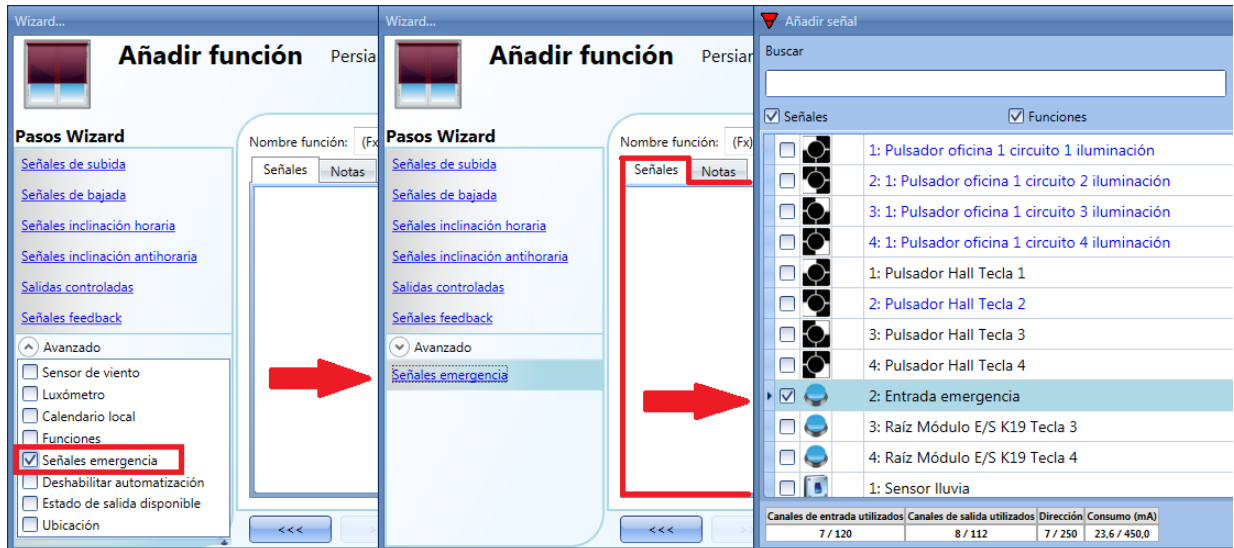 Wizard...
Añadir función Persia
Pasos Wizard
Señales de subida
Señales de bajada
Señales inclinación horaria
Señales inclinación antihoraria
Salidas controladas
Señales feedback
Avanzado
Sensor de viento
Luxómetro
Calendario local
Funciones
Señales emergencia
Deshabilitar automatización
Estado de salida disponible
Ubicación
Nombre función: (Fx
Señales Notas
<<<
Wizard...
Añadir función Persiar
Pasos Wizard
Señales de subida
Señales de bajada
Señales inclinación horaria
Señales inclinación antihoraria
Salidas controladas
Señales feedback
Avanzado
Señales emergencia
Nombre función: (Fx)
Señales Notas
<<<
Añadir señal
Buscar
Señales Funciones
1: Pulsador oficina 1 circuito 1 iluminación
2: 1: Pulsador oficina 1 circuito 2 iluminación
3: 1: Pulsador oficina 1 circuito 3 iluminación
4: 1: Pulsador oficina 1 circuito 4 iluminación
1: Pulsador Hall Tecla 1
2: Pulsador Hall Tecla 2
3: Pulsador Hall Tecla 3
4: Pulsador Hall Tecla 4
2: Entrada emergencia
3: Raíz Módulo E/S K19 Tecla 3
4: Raíz Módulo E/S K19 Tecla 4
1: Sensor lluvia
Canales de entrada utilizados Canales de salida utilizados Dirección Consumo (mA)
7 / 120 8 / 112 7 / 250 23,6 / 450,0